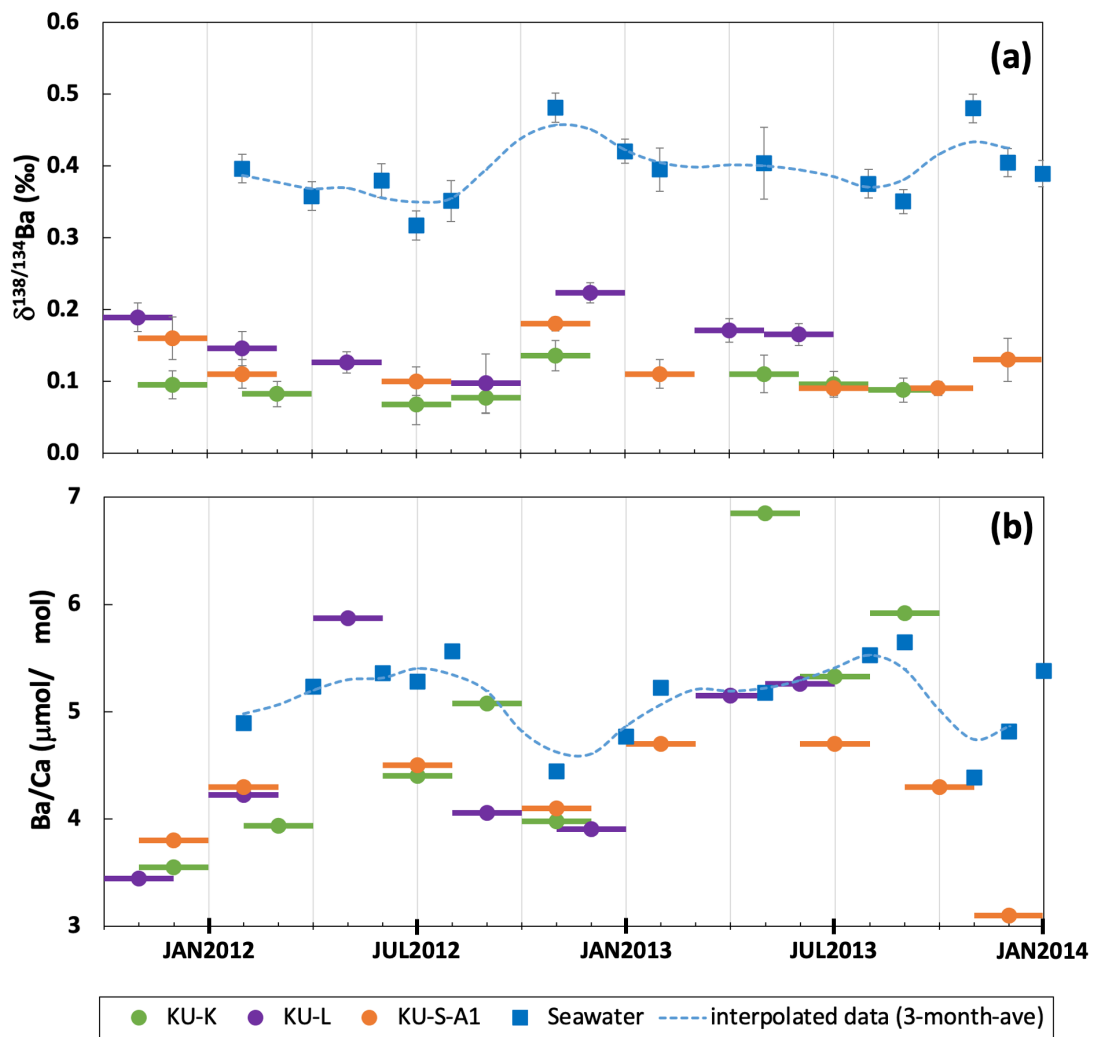 0.6
(a)
0.5
0.4
0.3
0.2
0.1
0.0
δ138/134Ba (‰)
7
(b)
6
5
4
3
Ba/Ca (μmol/ mol)
JAN2012 JUL2012 JAN2013 JUL2013 JAN2014
KU-K KU-L KU-S-A1 Seawater interpolated data (3-month-ave)